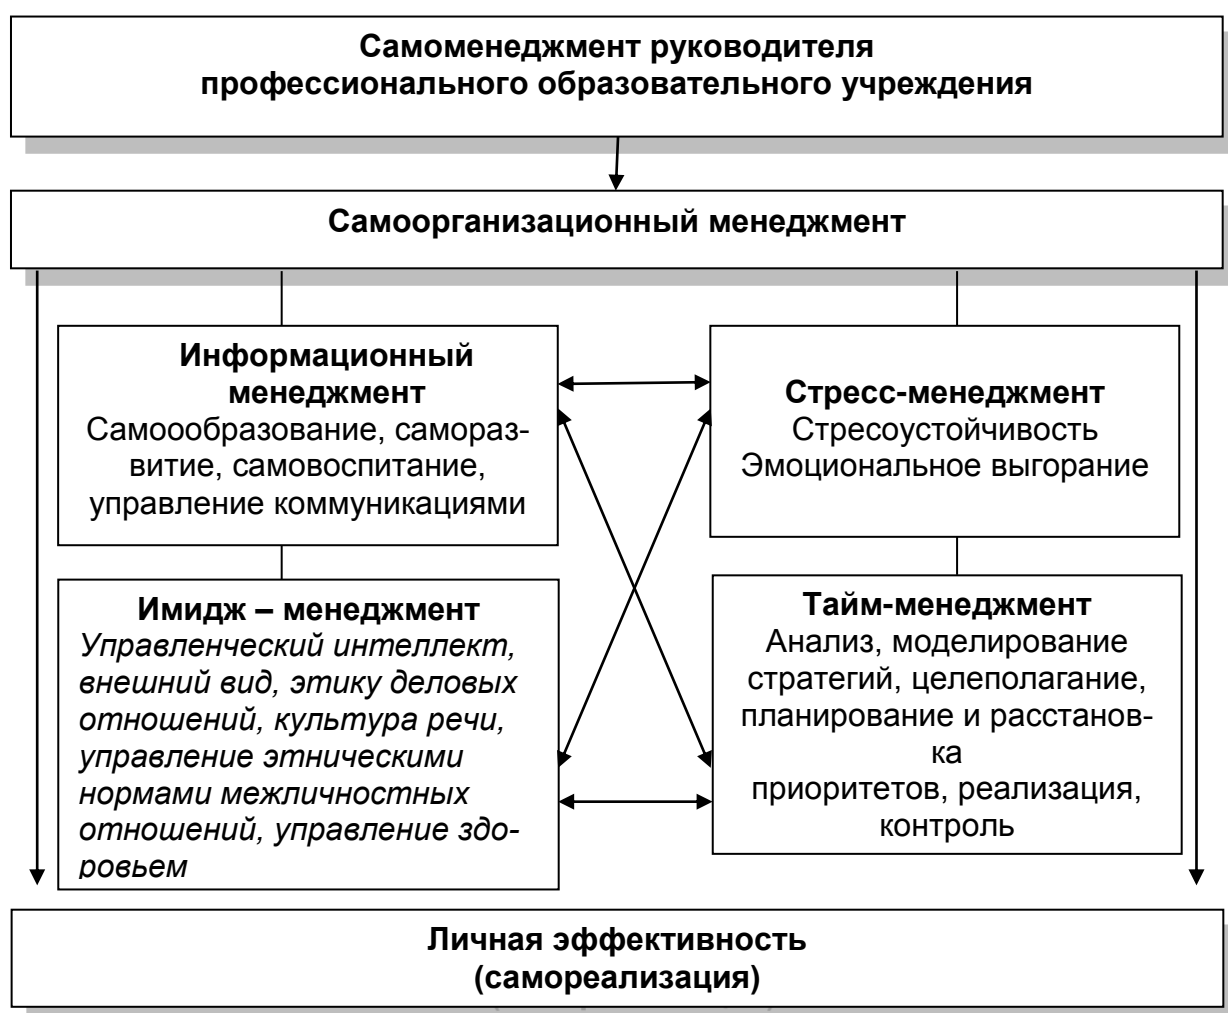 Самоменеджмент руководителя
профессионального образовательного учреждения
Самоорганизационный менеджмент
Информационный
менеджмент
Самоообразование, самораз-
витие, самовоспитание,
управление коммуникациями
Стресс-менеджмент
Стресоустойчивость
Эмоциональное выгорание
Имидж – менеджмент
Управленческий интеллект,
внешний вид, этику деловых
отношений, культура речи,
управление этническими
нормами межличностных
отношений, управление здо-
ровьем
Тайм-менеджмент
Анализ, моделирование
стратегий, целеполагание,
планирование и расстанов-
ка
приоритетов, реализация,
контроль
Личная эффективность
(самореализация)